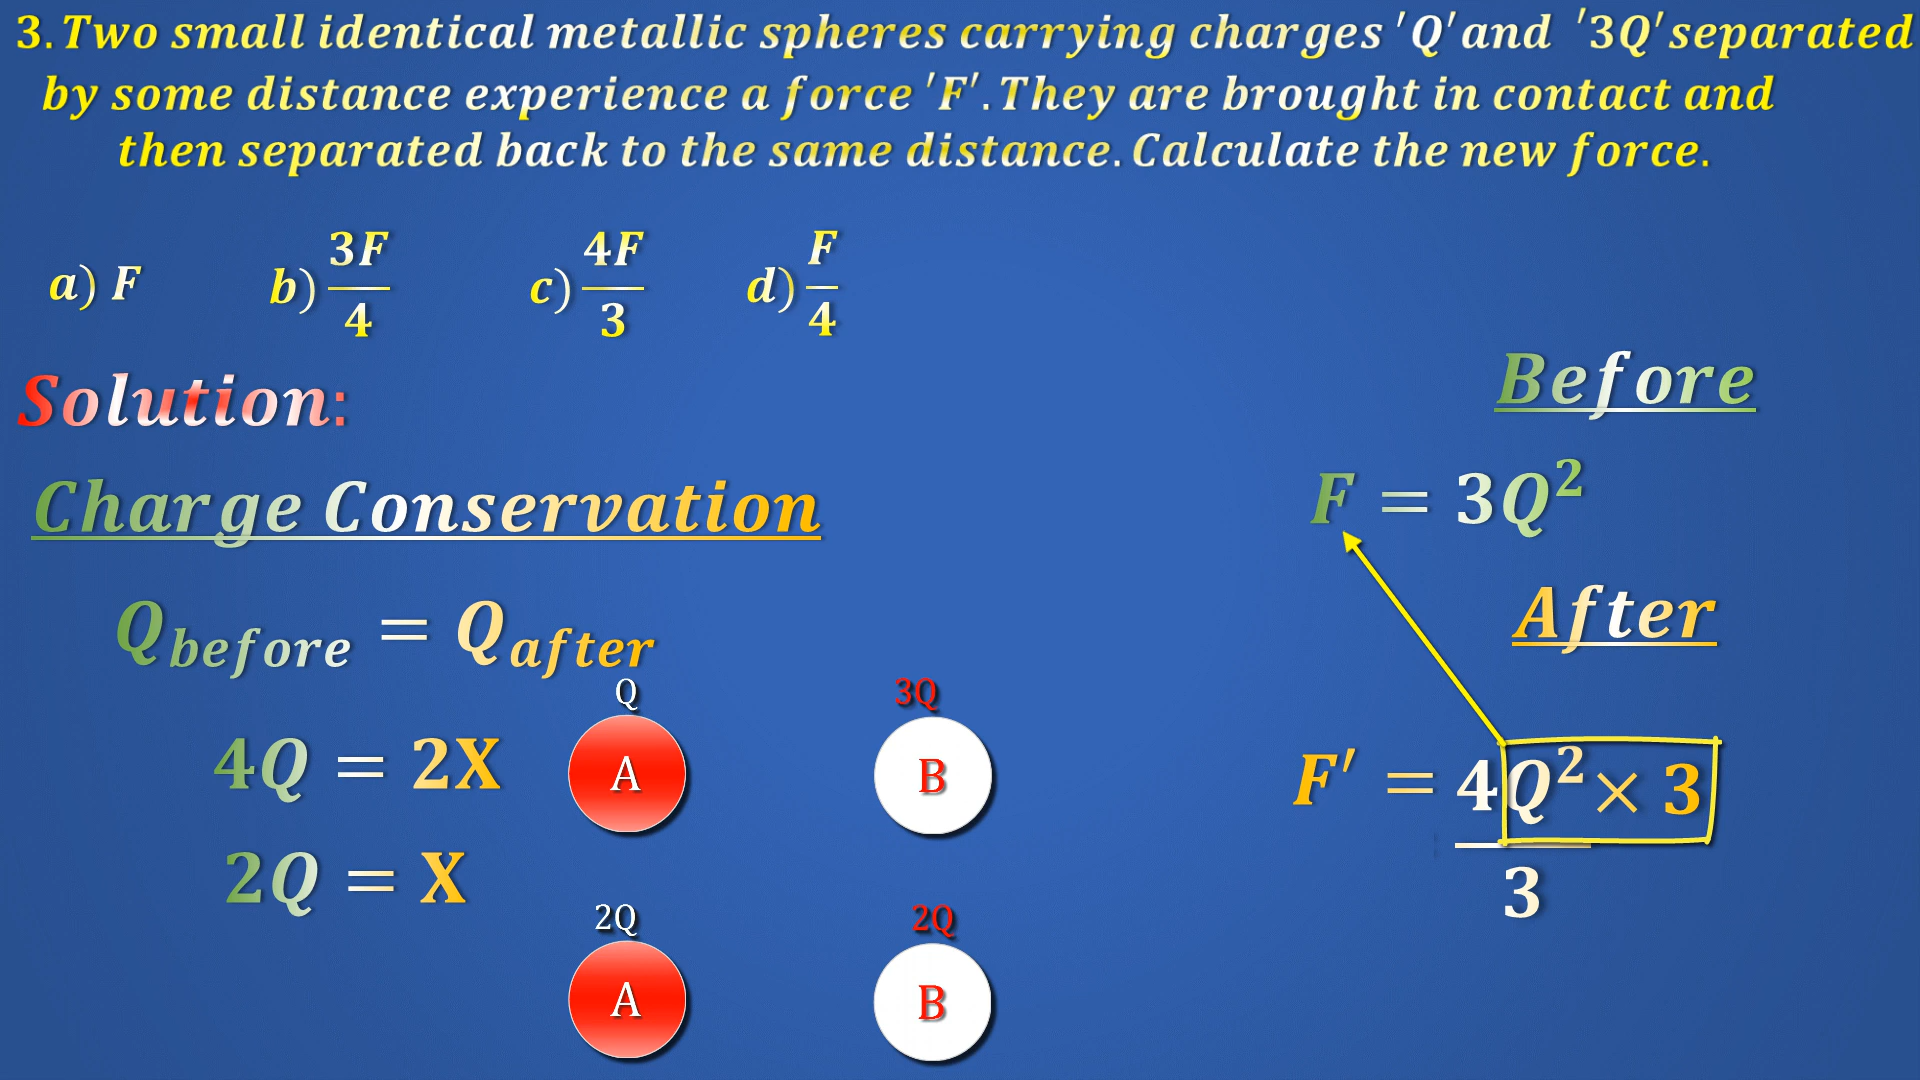 3. Two small identical metallic spheres carrying charges 'Q' and '3Q' separated
by some distance experience a force 'F'. They are brought in contact and
then separated back to the same distance. Calculate the new force.
a) F b) 3F/4 c) 4F/3 d) F/4
Solution:
Before
Charge Conservation
F = 3Q²
After
Q_before = Q_after
Q 3Q
4Q = 2X
A B
F' = 4Q² × 3 / 3
2Q = X
2Q 2Q
A B